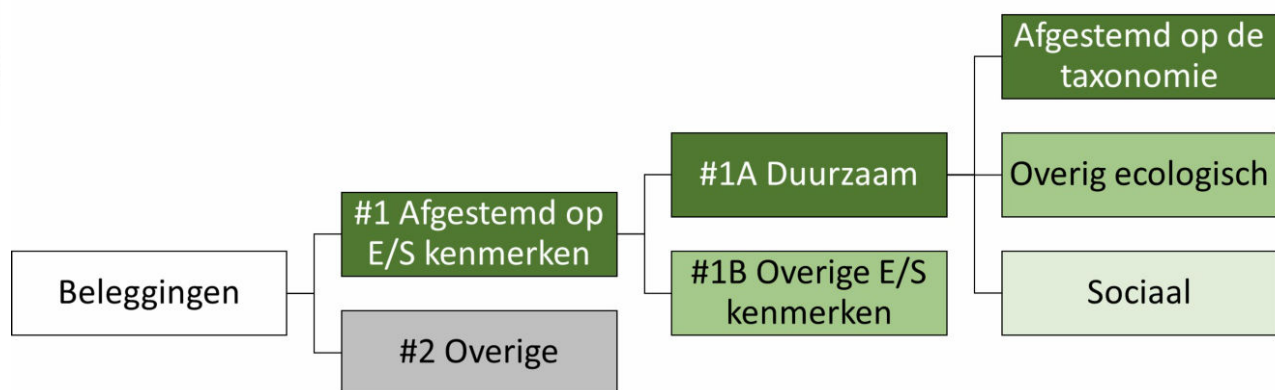 Beleggingen
#1 Afgestemd op
E/S kenmerken
#2 Overige
#1A Duurzaam
#1B Overige E/S
kenmerken
Afgestemd op de
taxonomie
Overig ecologisch
Sociaal